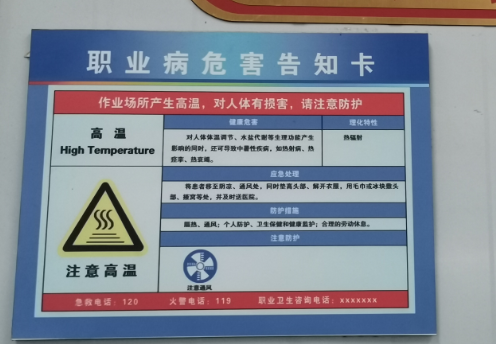 职业病危害告知卡
作业场所产生高温，对人体有损害，请注意防护
高温
High Temperature
健康危害
理化特性
对人体体温调节、水盐代谢等生理功能产生
影响的同时，还可导致中暑性疾病，如热射病、热
痉挛、热衰竭。
热辐射
应急处理
将患者移至阴凉、通风处，同时垫高头部、解开衣服，用毛巾或冰块敷头
部、腋窝等处，并及时送医院。
防护措施
隔热、通风；个人防护、卫生保健和健康监护；合理的劳动休息。
注意防护
注意高温
注意通风
急救电话：120
火警电话：119
职业卫生咨询电话：xxxxxxx